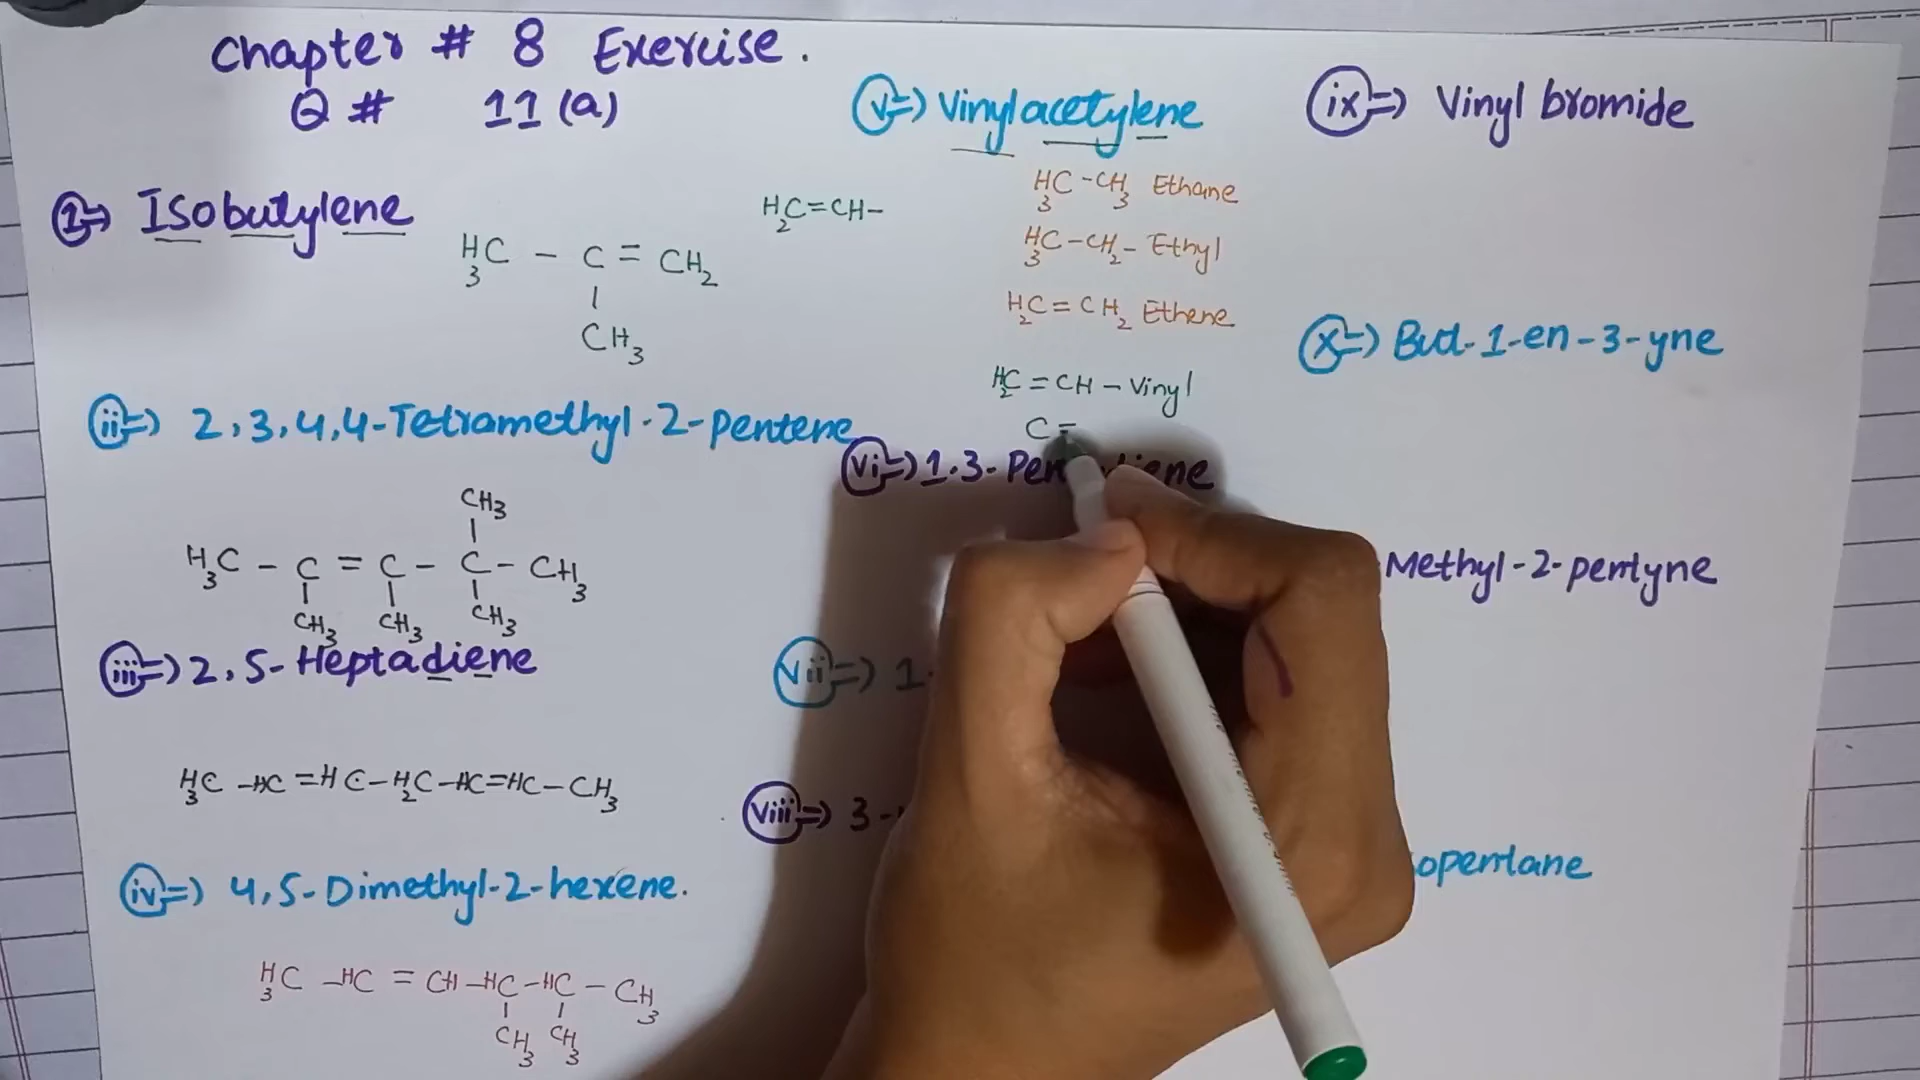 Chapter # 8 Exercise.
Q # 11 (a)
1⇒ Isobutylene
H3C - C = CH2
|
CH3
H2C=CH-
ii⇒ 2,3,4,4-Tetramethyl-2-pentene
CH3
|
H3C - C = C - C - CH3
| | |
CH3 CH3 CH3
iii⇒ 2,5-Heptadiene
H3C -HC =HC-H2C-HC=HC-CH3
iv⇒ 4,5-Dimethyl-2-hexene.
H3C -HC = CH-HC-HC-CH3
| |
CH3 CH3
v⇒ Vinylacetylene
H3C-CH3 Ethane
H3C-CH2- Ethyl
H2C=CH2 Ethene
H2C=CH-Vinyl
C=
vi⇒ 1.3-
vii⇒ 1-
viii⇒ 3-
ix⇒ Vinyl bromide
x⇒ But-1-en-3-yne
Methyl-2-pentyne
opentane